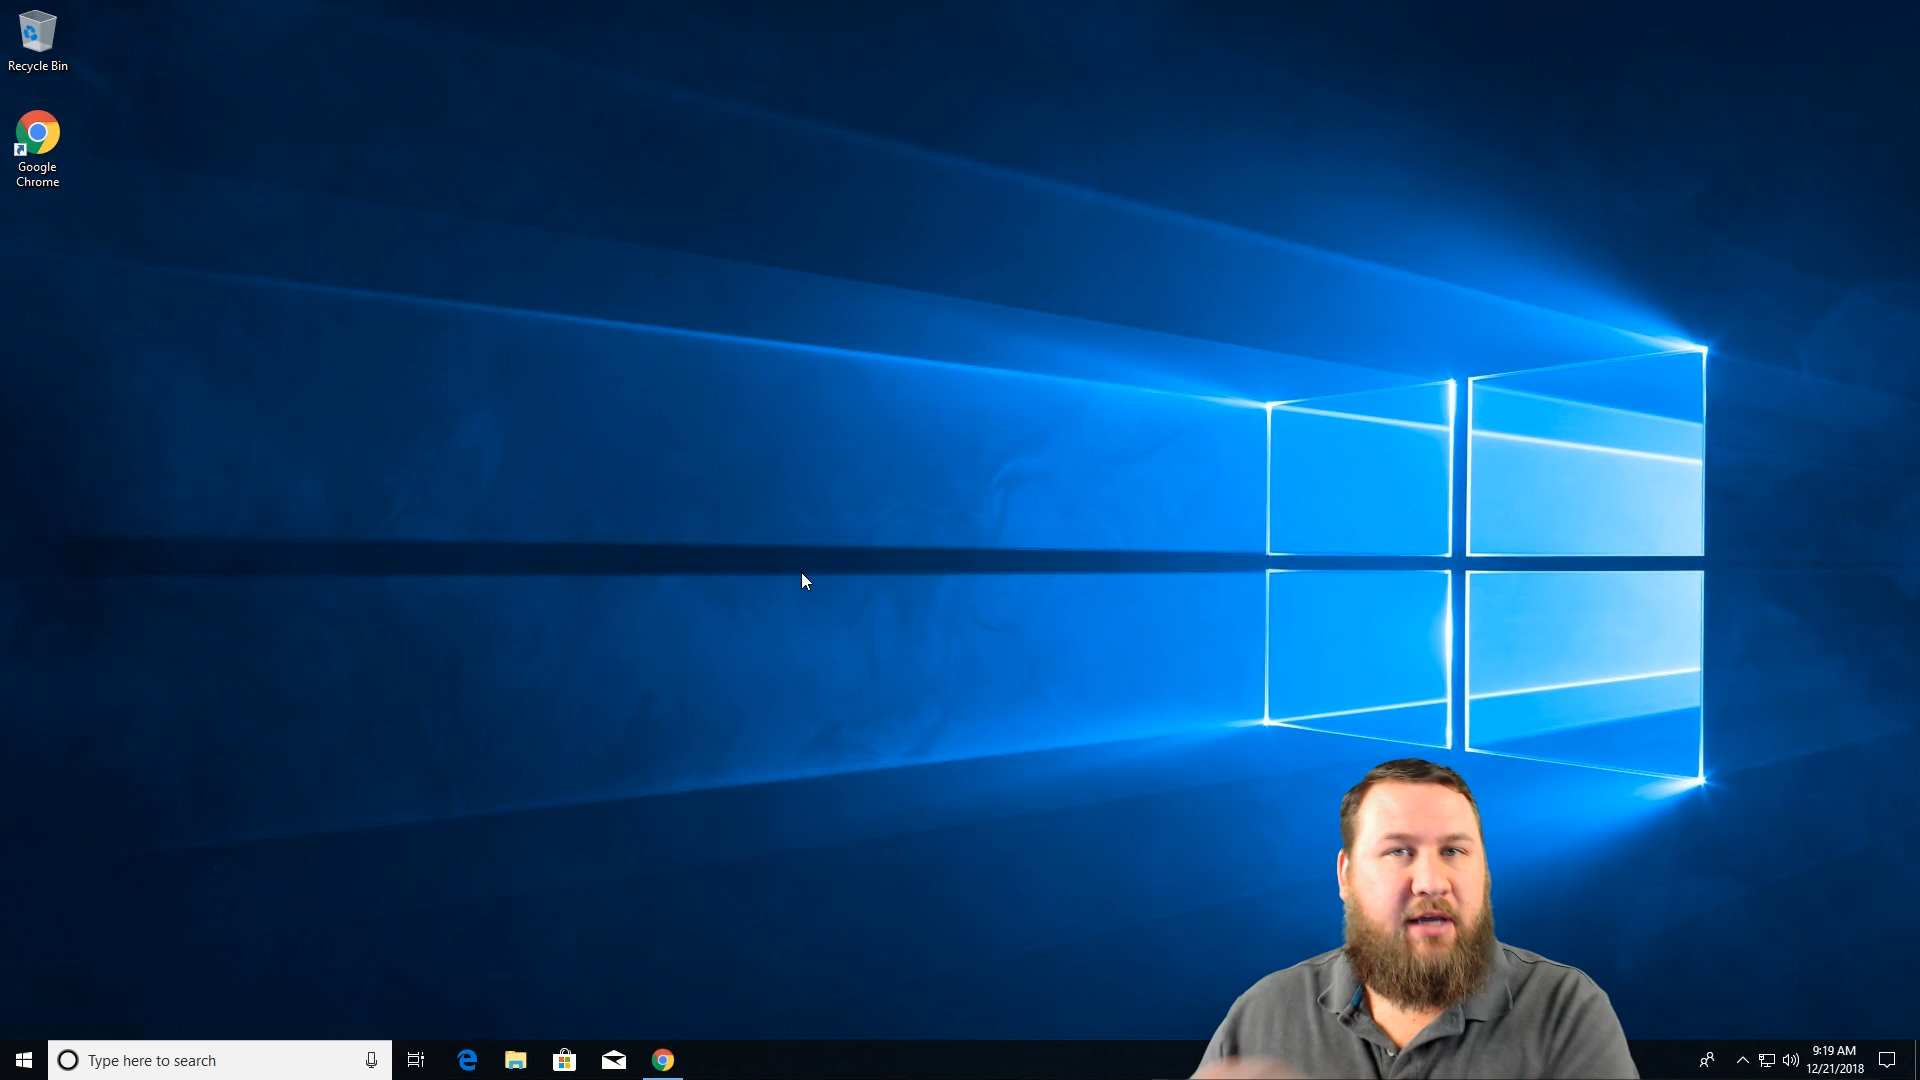 Recycle Bin
Google
Chrome
Type here to search
9:19 AM
12/21/2018